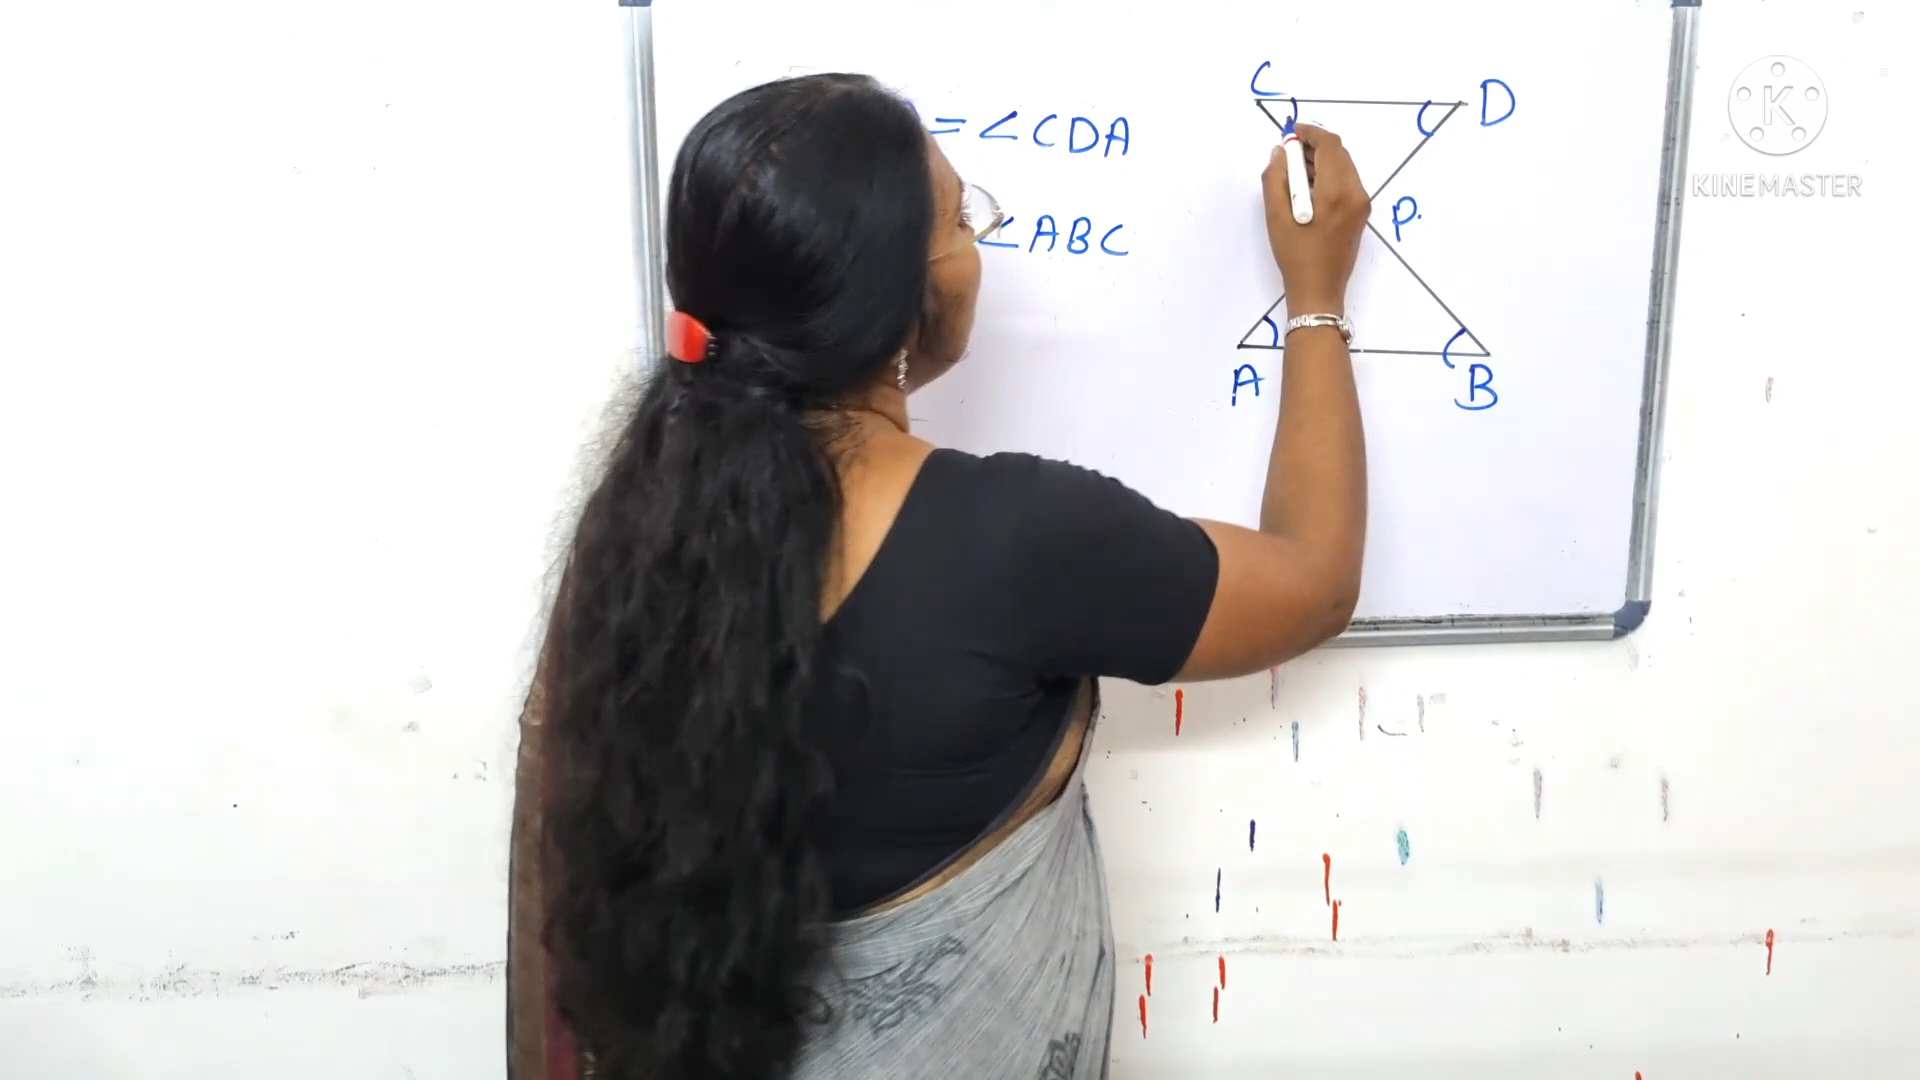 = ∠CDA
∠ABC
C
D
P.
A
B
K
KINEMASTER